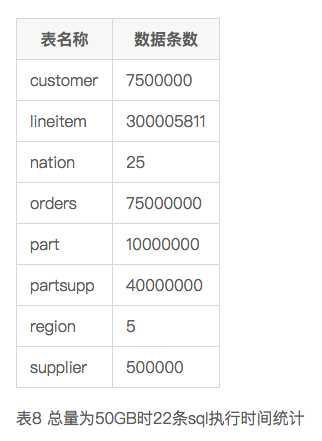 表名称 数据条数
customer 7500000
lineitem 300005811
nation 25
orders 75000000
part 10000000
partsupp 40000000
region 5
supplier 500000
表8 总量为50GB时22条sql执行时间统计